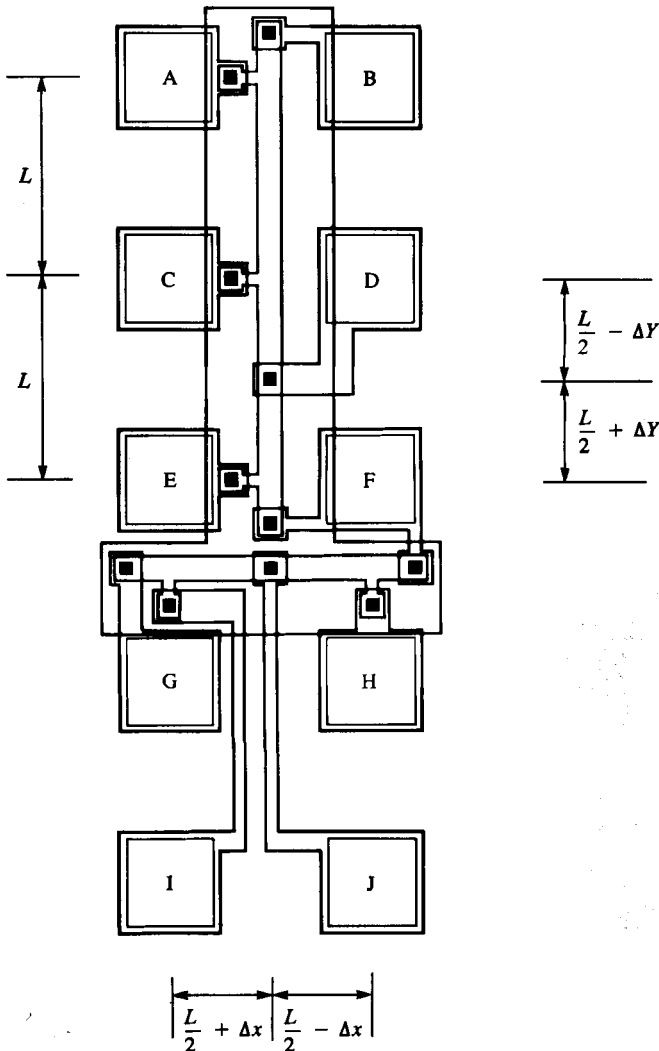 A
B
L
C
D
L/2 − ΔY
L
L/2 + ΔY
E
F
G
H
I
J
L/2 + Δx
L/2 − Δx